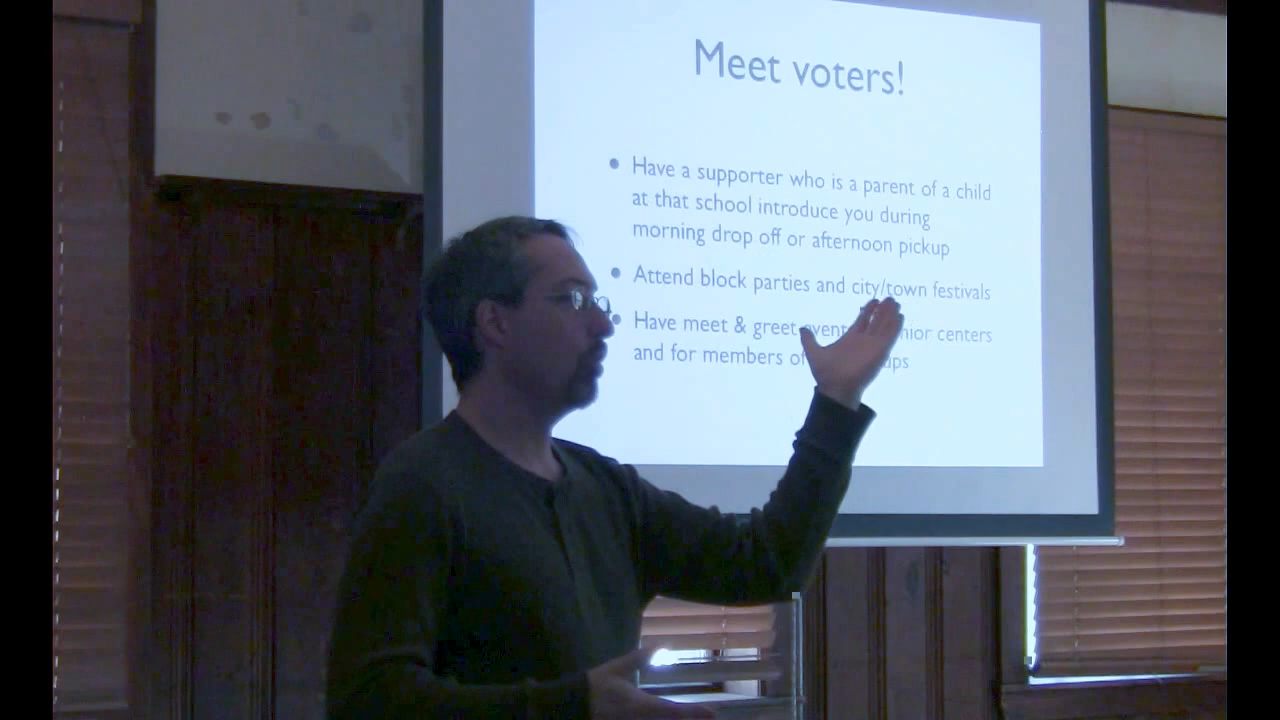 Meet voters!
• Have a supporter who is a parent of a child
at that school introduce you during
morning drop off or afternoon pickup
• Attend block parties and city/town festivals
• Have meet & greet centers
and for members of